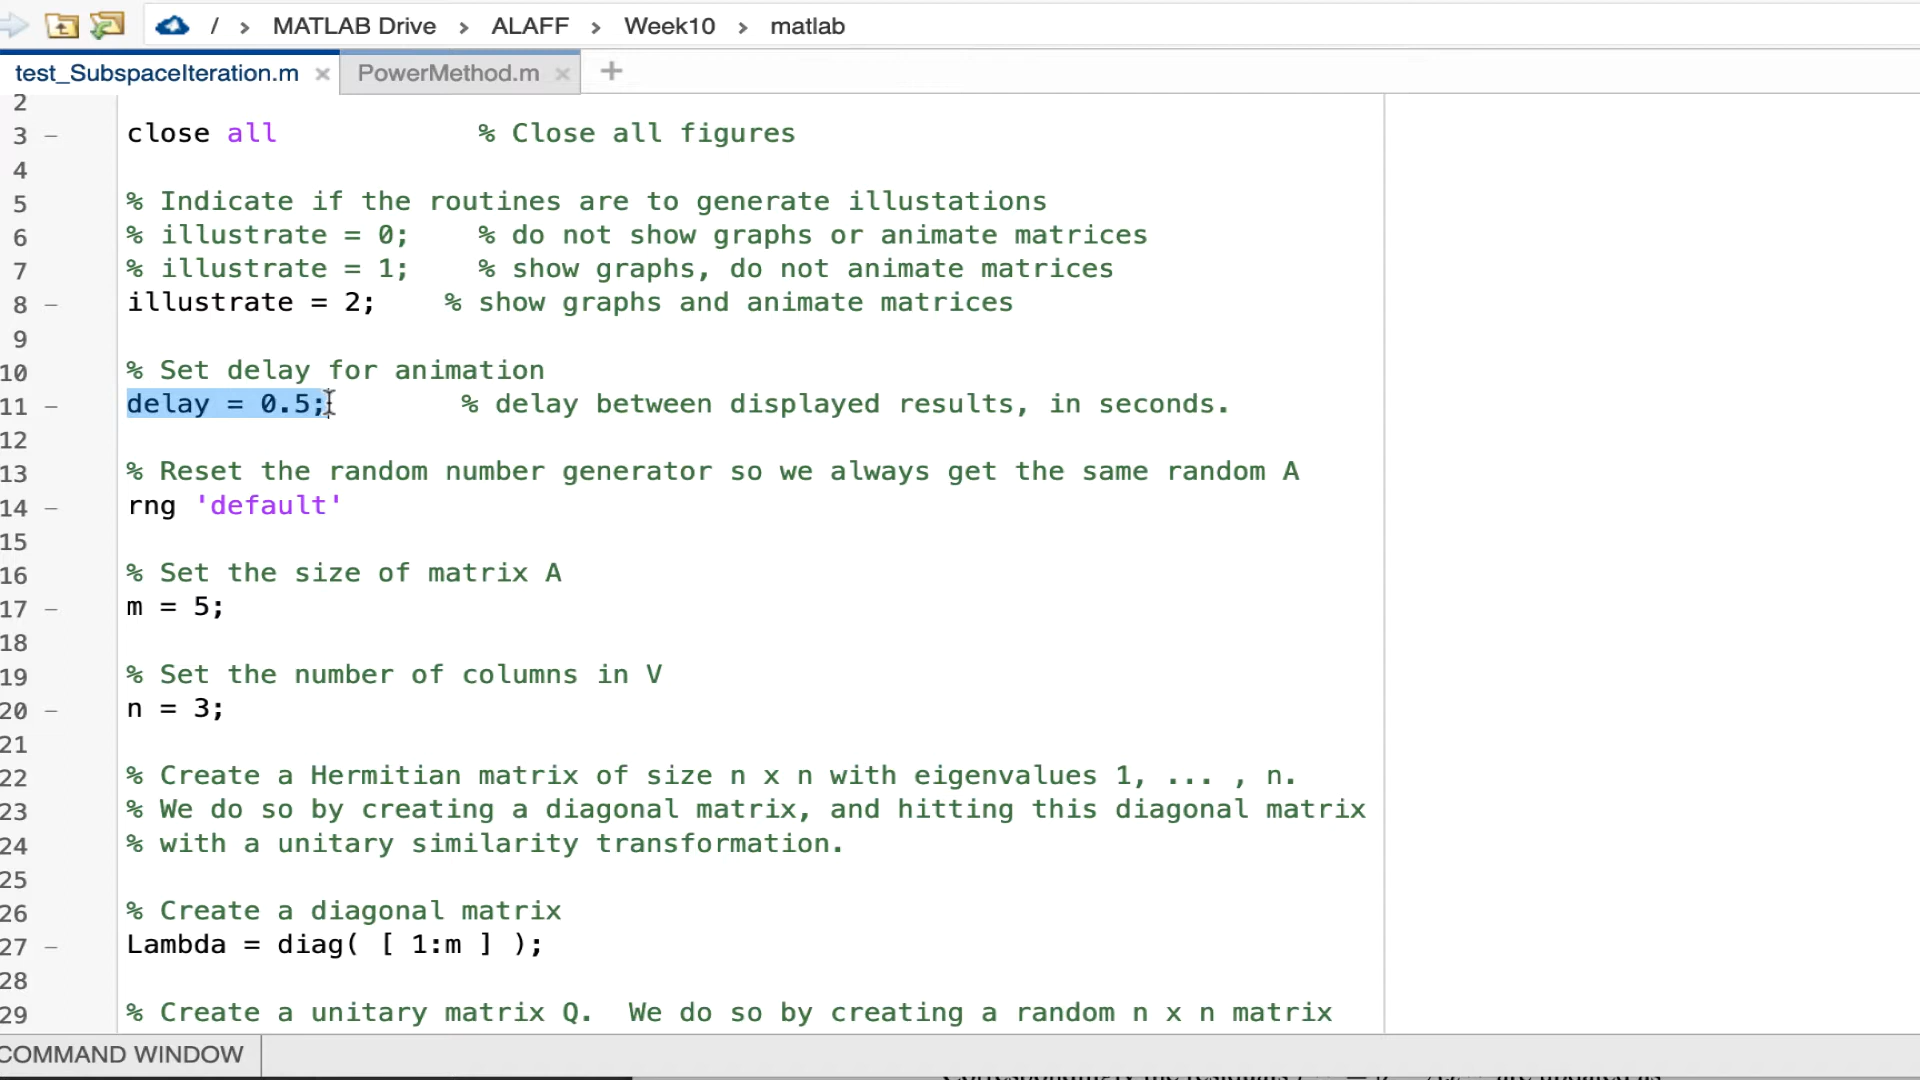 / > MATLAB Drive > ALAFF > Week10 > matlab
test_SubspaceIteration.m × PowerMethod.m × +
2
3 – close all % Close all figures
4
5 % Indicate if the routines are to generate illustations
6 % illustrate = 0; % do not show graphs or animate matrices
7 % illustrate = 1; % show graphs, do not animate matrices
8 – illustrate = 2; % show graphs and animate matrices
9
10 % Set delay for animation
11 – delay = 0.5; % delay between displayed results, in seconds.
12
13 % Reset the random number generator so we always get the same random A
14 – rng 'default'
15
16 % Set the size of matrix A
17 – m = 5;
18
19 % Set the number of columns in V
20 – n = 3;
21
22 % Create a Hermitian matrix of size n x n with eigenvalues 1, ... , n.
23 % We do so by creating a diagonal matrix, and hitting this diagonal matrix
24 % with a unitary similarity transformation.
25
26 % Create a diagonal matrix
27 – Lambda = diag( [ 1:m ] );
28
29 % Create a unitary matrix Q.  We do so by creating a random n x n matrix
COMMAND WINDOW